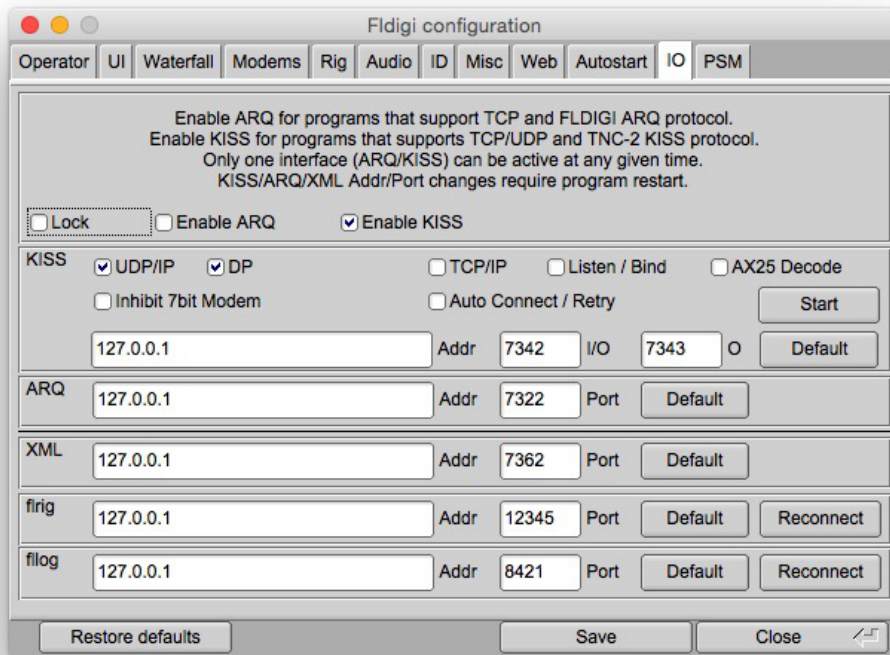 Fldigi configuration
Operator UI Waterfall Modems Rig Audio ID Misc Web Autostart IO PSM
Enable ARQ for programs that support TCP and FLDIGI ARQ protocol.
Enable KISS for programs that supports TCP/UDP and TNC-2 KISS protocol.
Only one interface (ARQ/KISS) can be active at any given time.
KISS/ARQ/XML Addr/Port changes require program restart.
Lock Enable ARQ Enable KISS
KISS UDP/IP DP TCP/IP Listen / Bind AX25 Decode
Inhibit 7bit Modem Auto Connect / Retry Start
127.0.0.1 Addr 7342 I/O 7343 O Default
ARQ 127.0.0.1 Addr 7322 Port Default
XML 127.0.0.1 Addr 7362 Port Default
flrig 127.0.0.1 Addr 12345 Port Default Reconnect
fllog 127.0.0.1 Addr 8421 Port Default Reconnect
Restore defaults Save Close